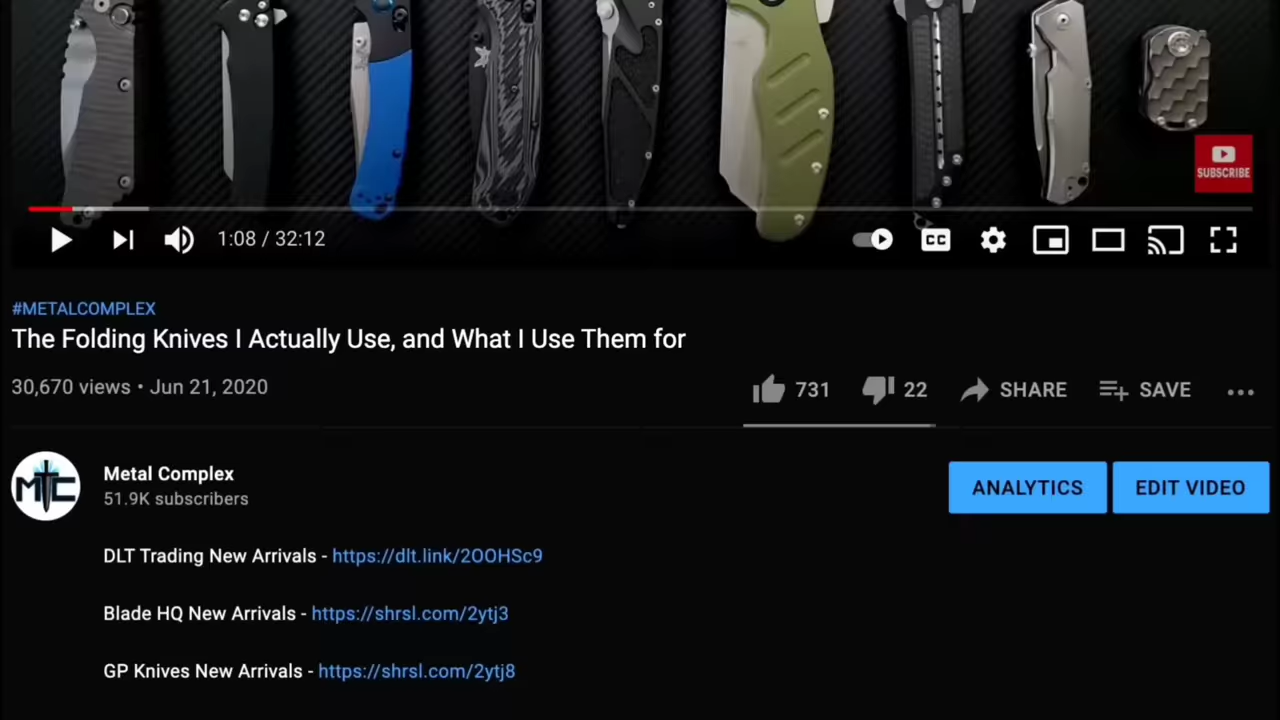 SUBSCRIBE
1:08 / 32:12
CC
#METALCOMPLEX
The Folding Knives I Actually Use, and What I Use Them for
30,670 views • Jun 21, 2020
731 22 SHARE SAVE
MTC
Metal Complex
51.9K subscribers
ANALYTICS EDIT VIDEO
DLT Trading New Arrivals - https://dlt.link/2OOHSc9
Blade HQ New Arrivals - https://shrsl.com/2ytj3
GP Knives New Arrivals - https://shrsl.com/2ytj8